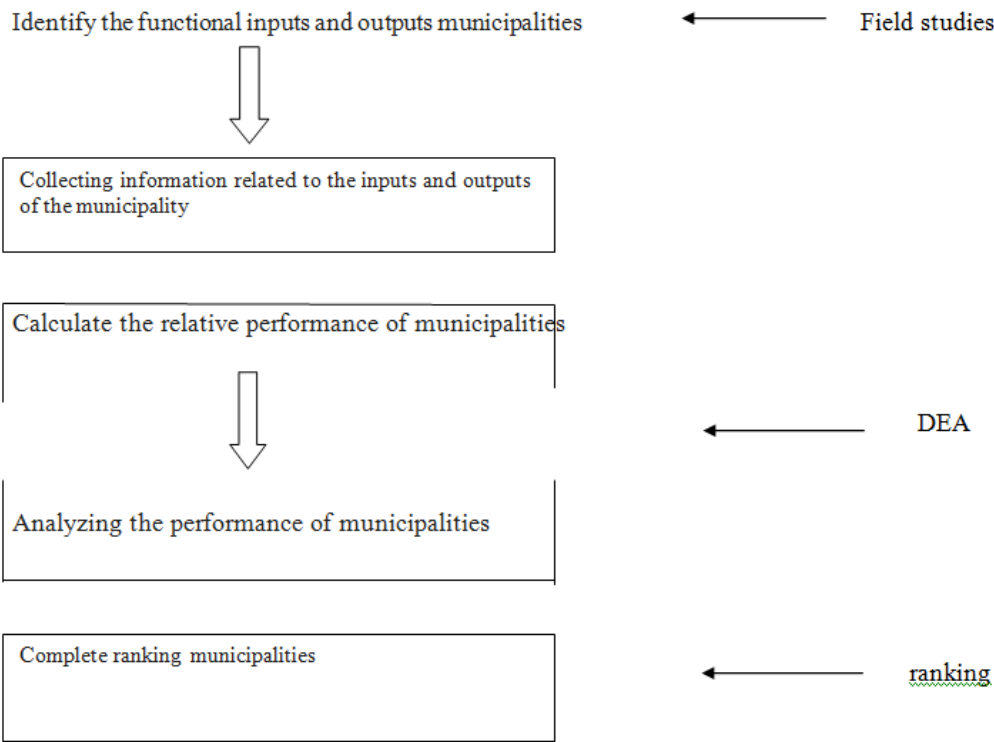 Identify the functional inputs and outputs municipalities
Field studies
Collecting information related to the inputs and outputs
of the municipality
Calculate the relative performance of municipalities
DEA
Analyzing the performance of municipalities
Complete ranking municipalities
ranking